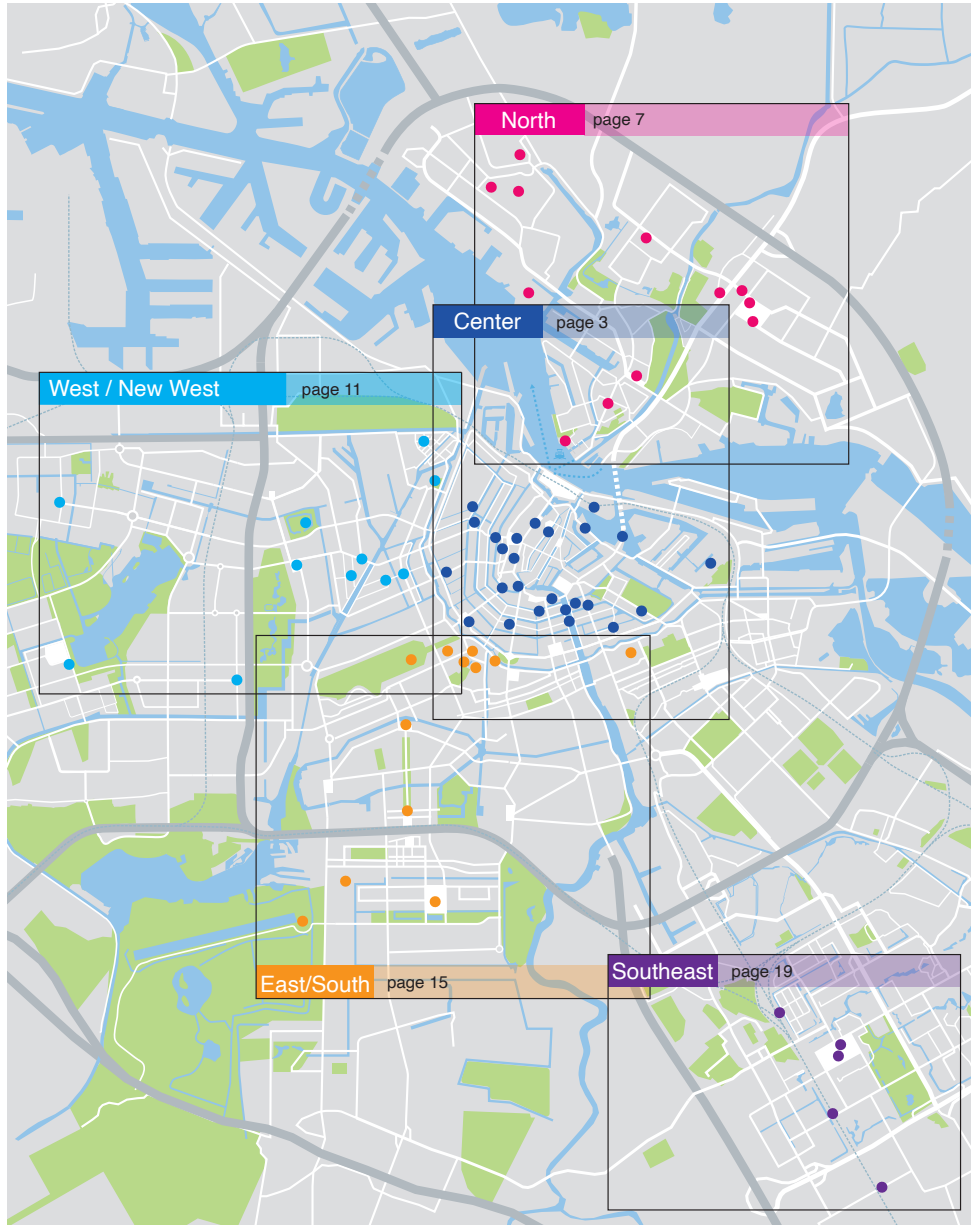 North page 7
Center page 3
West / New West page 11
East/South page 15
Southeast page 19